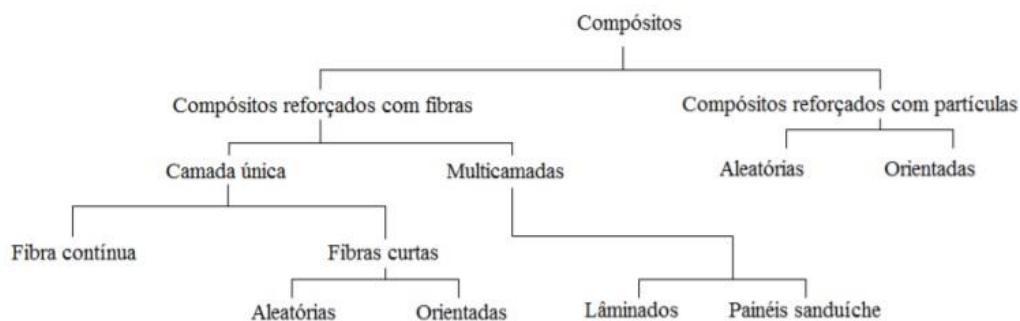 Compósitos
Compósitos reforçados com fibras
Compósitos reforçados com partículas
Camada única
Multicamadas
Aleatórias
Orientadas
Fibra contínua
Fibras curtas
Aleatórias
Orientadas
Lâminados
Painéis sanduíche